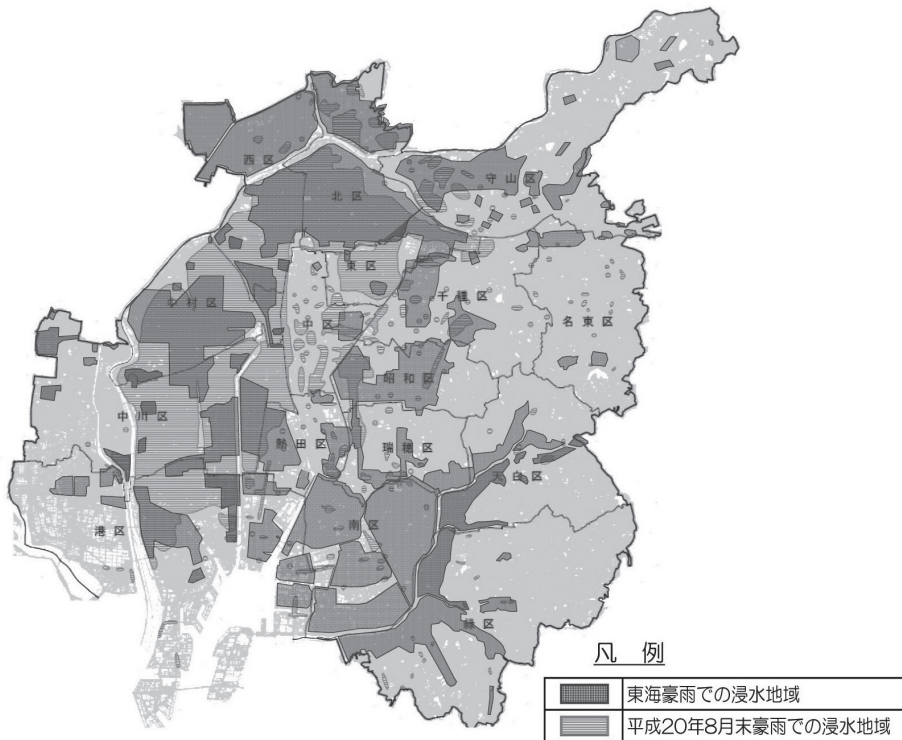 西区
北区
守山区
東区
千種区
中村区
中区
名東区
昭和区
中川区
熱田区
瑞穂区
天白区
港区
南区
緑区
凡 例
東海豪雨での浸水地域
平成20年8月末豪雨での浸水地域